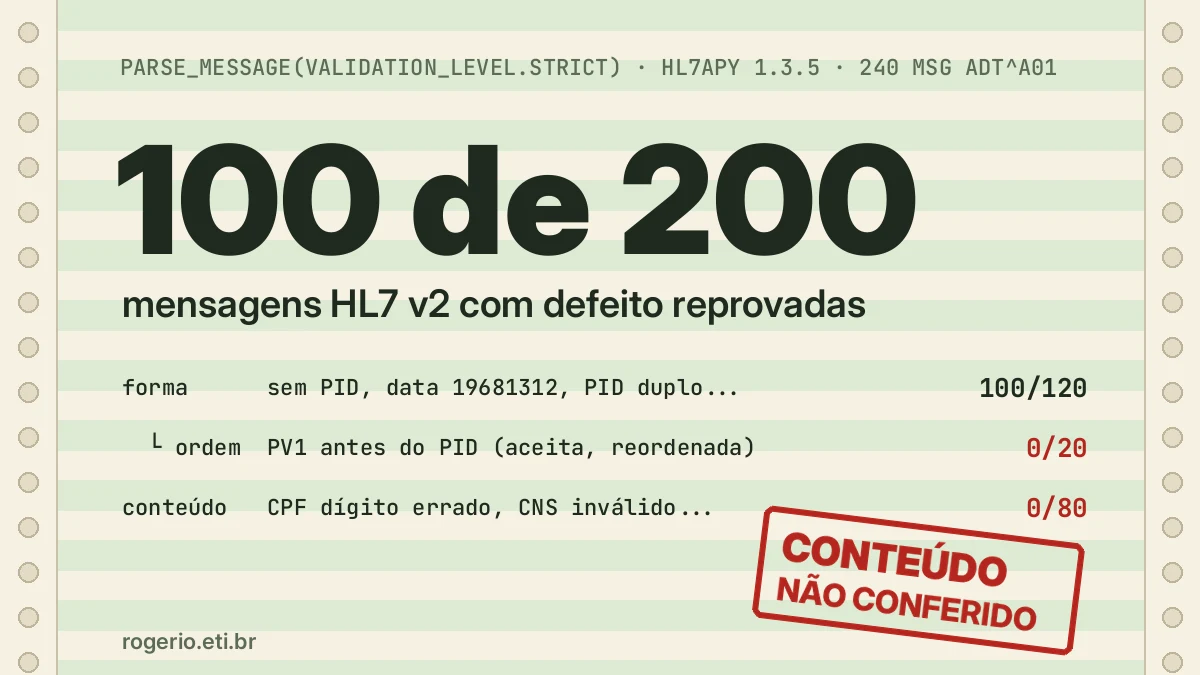 PARSE_MESSAGE(VALIDATION_LEVEL.STRICT) · HL7APY 1.3.5 · 240 MSG ADT^A01
100 de 200
mensagens HL7 v2 com defeito reprovadas
forma sem PID, data 19681312, PID duplo... 100/120
└ ordem PV1 antes do PID (aceita, reordenada) 0/20
conteúdo CPF dígito errado, CNS inválido... 0/80
CONTEÚDO
NÃO CONFERIDO
rogerio.eti.br